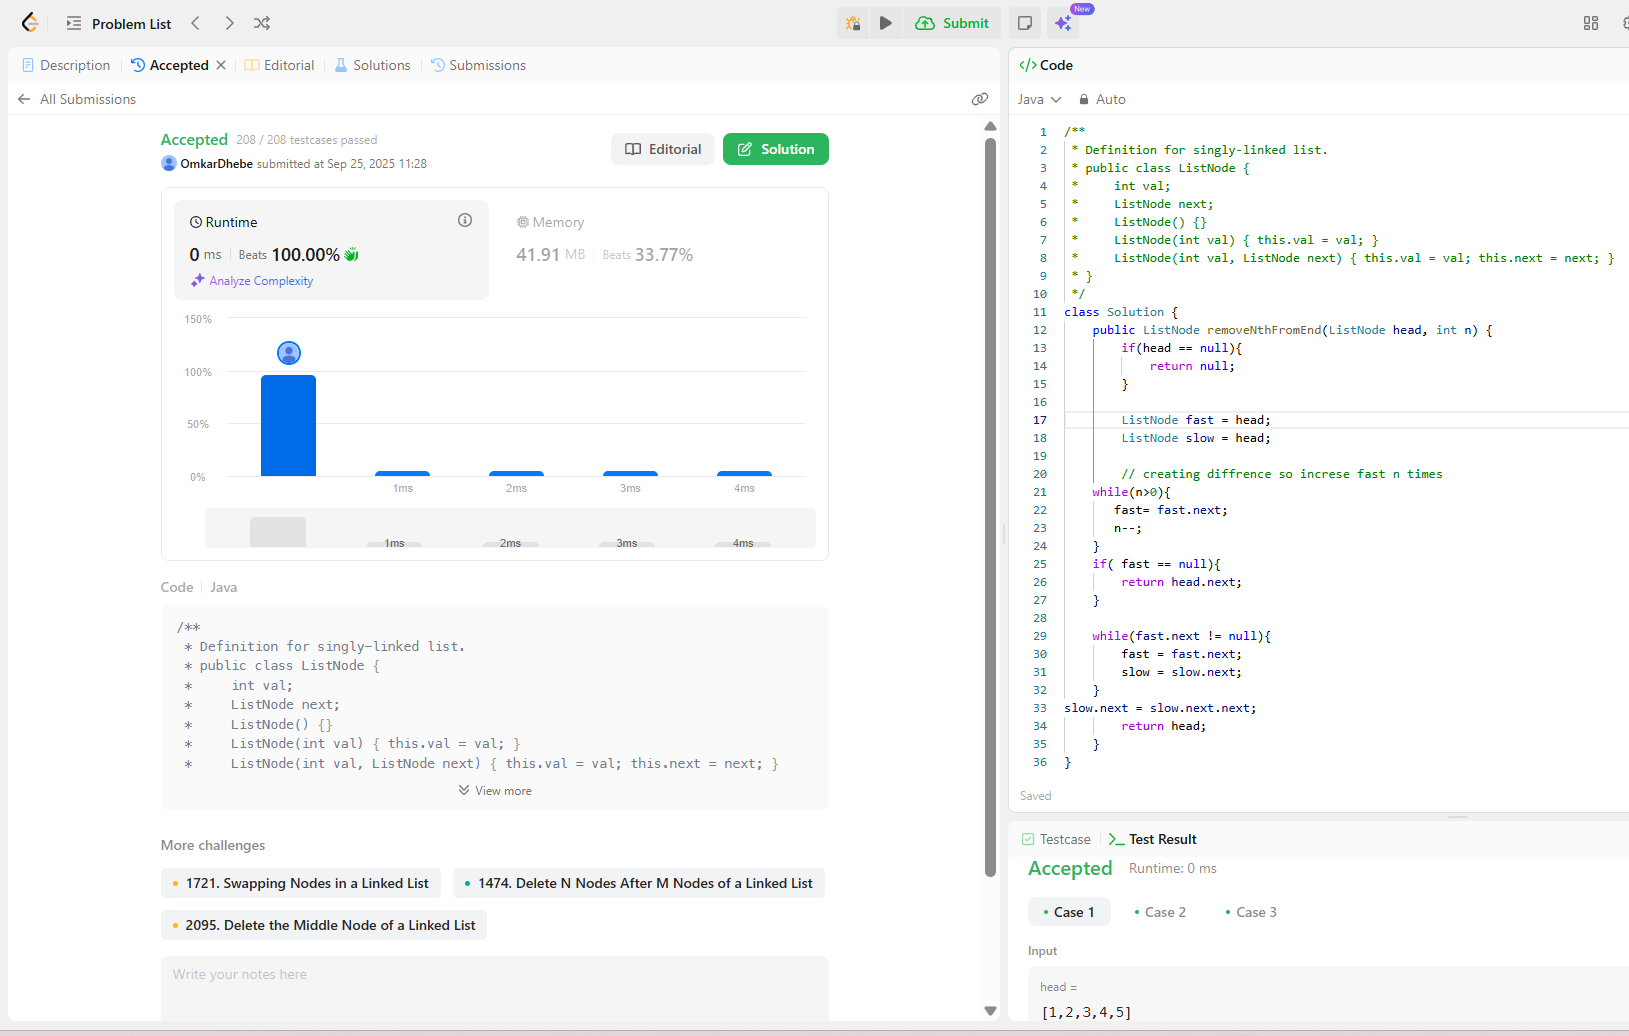 Problem List
Submit
New
Description
Accepted
Editorial
Solutions
Submissions
All Submissions
Accepted 208 / 208 testcases passed
OmkarDhebe submitted at Sep 25, 2025 11:28
Editorial
Solution
Runtime
0 ms Beats 100.00%
Analyze Complexity
Memory
41.91 MB Beats 33.77%
150%
100%
50%
0%
1ms 2ms 3ms 4ms
1ms 2ms 3ms 4ms
Code Java
/**
 * Definition for singly-linked list.
 * public class ListNode {
 *     int val;
 *     ListNode next;
 *     ListNode() {}
 *     ListNode(int val) { this.val = val; }
 *     ListNode(int val, ListNode next) { this.val = val; this.next = next; }
View more
More challenges
1721. Swapping Nodes in a Linked List
1474. Delete N Nodes After M Nodes of a Linked List
2095. Delete the Middle Node of a Linked List
Write your notes here
</> Code
Java Auto
1 /**
2  * Definition for singly-linked list.
3  * public class ListNode {
4  *     int val;
5  *     ListNode next;
6  *     ListNode() {}
7  *     ListNode(int val) { this.val = val; }
8  *     ListNode(int val, ListNode next) { this.val = val; this.next = next; }
9  * }
10  */
11 class Solution {
12     public ListNode removeNthFromEnd(ListNode head, int n) {
13         if(head == null){
14             return null;
15         }
16
17         ListNode fast = head;
18         ListNode slow = head;
19
20         // creating diffrence so increse fast n times
21     while(n>0){
22        fast= fast.next;
23        n--;
24     }
25     if( fast == null){
26         return head.next;
27     }
28
29     while(fast.next != null){
30         fast = fast.next;
31         slow = slow.next;
32     }
33 slow.next = slow.next.next;
34         return head;
35     }
36 }
Saved
Testcase
Test Result
Accepted Runtime: 0 ms
Case 1 Case 2 Case 3
Input
head =
[1,2,3,4,5]